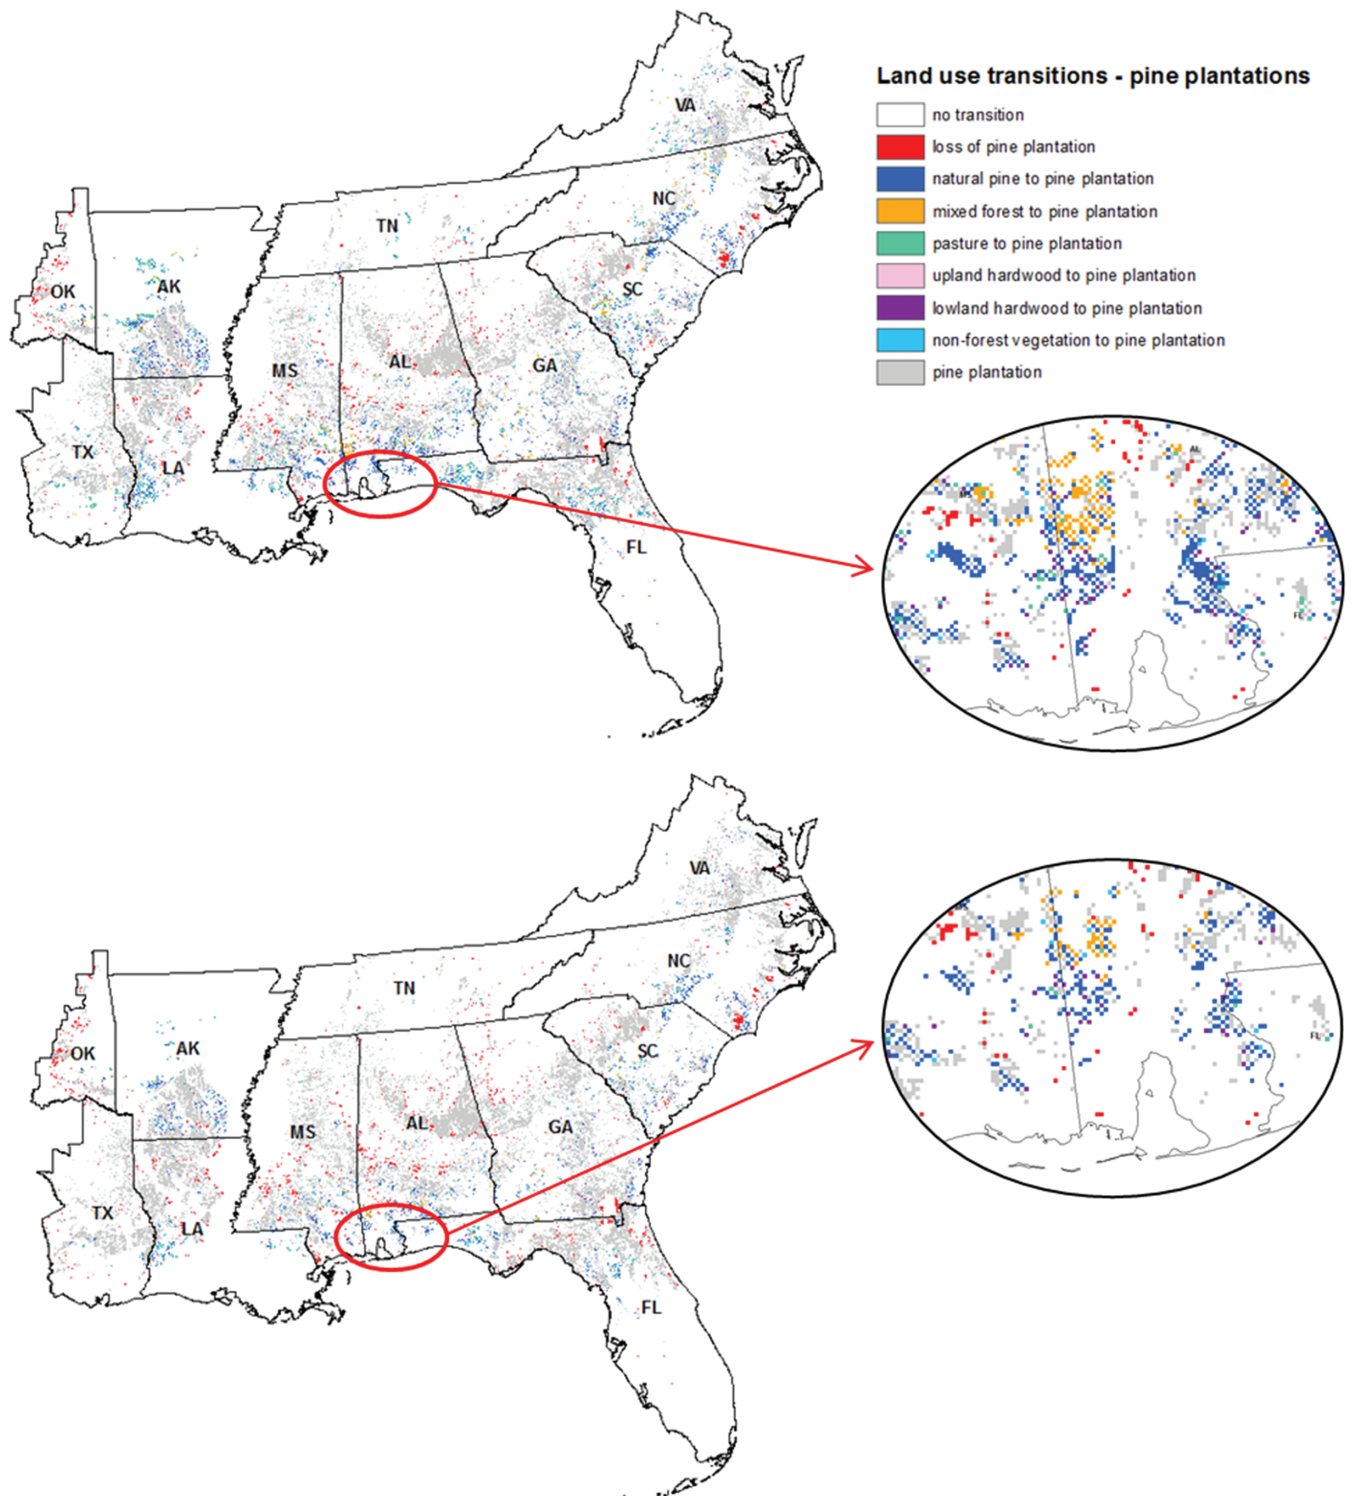 Land use transitions - pine plantations
no transition
loss of pine plantation
natural pine to pine plantation
mixed forest to pine plantation
pasture to pine plantation
upland hardwood to pine plantation
lowland hardwood to pine plantation
non-forest vegetation to pine plantation
pine plantation
VA
NC
TN
OK
AK
SC
MS
AL
GA
TX
LA
FL
AL
FL
VA
NC
TN
OK
AK
SC
MS
AL
GA
TX
LA
FL
FL